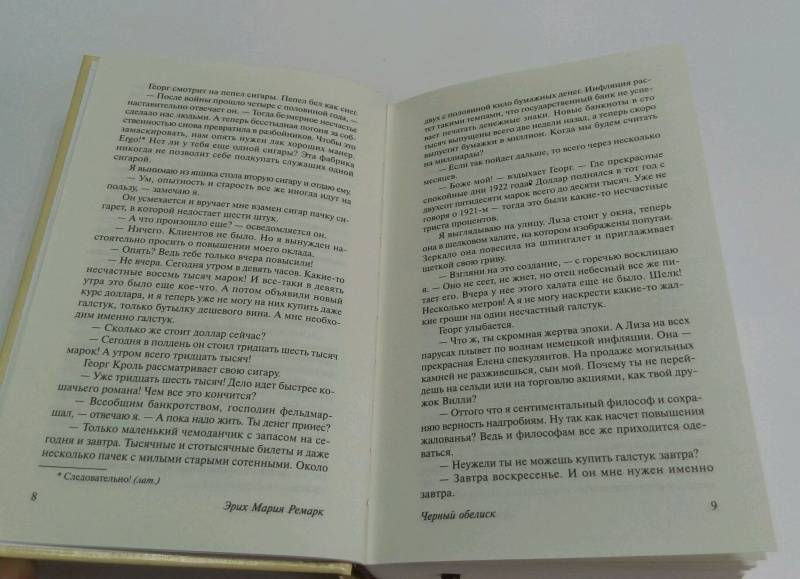 Георг смотрит на пепел сигары. Пепел бел как снег.
— После войны прошло четыре с половиной года, —
наставительно отвечает он. — Тогда безмерное несчастье
сделало нас людьми. А теперь бесстыдная погоня за соб-
ственностью снова превратила в разбойников. Чтобы это
замаскировать, нам опять нужен лак хороших манер.
Ergo!* Нет ли у тебя еще одной сигары? Эта фабрика
никогда не позволит себе подкупать служащих одной
сигарой.
Я вынимаю из ящика стола вторую сигару и отдаю ему.
— Ум, опытность и старость все же иногда идут на
пользу, — замечаю я.
Он усмехается и вручает мне взамен сигар пачку си-
гарет, в которой недостает шести штук.
— А что произошло еще? — осведомляется он.
— Ничего. Клиентов не было. Но я вынужден на-
стоятельно просить о повышении моего оклада.
— Опять? Ведь тебе только вчера повысили!
— Не вчера. Сегодня утром в девять часов. Какие-то
несчастные восемь тысяч марок! И все-таки в девять
утра это было еще кое-что. А потом объявили новый
курс доллара, и я теперь уже не могу на них купить даже
галстук, только бутылку дешевого вина. А мне необхо-
дим именно галстук.
— Сколько же стоит доллар сейчас?
— Сегодня в полдень он стоил тридцать шесть тысяч
марок! А утром всего тридцать тысяч!
Георг Кроль рассматривает свою сигару.
— Уже тридцать шесть тысяч! Дело идет быстрее ко-
шачьего романа! Чем все это кончится?
— Всеобщим банкротством, господин фельдмар-
шал, — отвечаю я. — А пока надо жить. Ты денег принес?
— Только маленький чемоданчик с запасом на се-
годня и завтра. Тысячные и стотысячные билеты и даже
несколько пачек с милыми старыми сотенными. Около
* Следовательно! (лат.)
8
Эрих Мария Ремарк
двух с половиной кило бумажных денег. Инфляция рас-
тет такими темпами, что государственный банк не успе-
вает печатать денежные знаки. Новые банкноты в сто
тысяч выпущены всего две недели назад, а теперь скоро
выпустят бумажки в миллион. Когда мы будем считать
на миллиарды?
— Если так пойдет дальше, то всего через несколько
месяцев.
— Боже мой! — вздыхает Георг. — Где прекрасные
спокойные дни 1922 года? Доллар поднялся в тот год с
двухсот пятидесяти марок всего до десяти тысяч. Уже не
говоря о 1921-м — тогда это были какие-то несчастные
триста процентов.
Я выглядываю на улицу. Лиза стоит у окна, теперь
она в шелковом халате, на котором изображены попугаи.
Зеркало она повесила на шпингалет и приглаживает
щеткой свою гриву.
— Взгляни на это создание, — с горечью восклицаю
я. — Оно не сеет, не жнет, но отец небесный все же пи-
тает его. Вчера у нее этого халата еще не было. Шелк!
Несколько метров! А я не могу наскрести какие-то жал-
кие гроши на один несчастный галстук.
Георг улыбается.
— Что ж, ты скромная жертва эпохи. А Лиза на всех
парусах плывет по волнам немецкой инфляции. Она —
прекрасная Елена спекулянтов. На продаже могильных
камней не разживешься, сын мой. Почему ты не перей-
дешь на сельди или на торговлю акциями, как твой дру-
жок Вилли?
— Оттого что я сентиментальный философ и сохра-
няю верность надгробиям. Ну так как насчет повышения
жалованья? Ведь и философам все же приходится оде-
ваться.
— Неужели ты не можешь купить галстук завтра?
— Завтра воскресенье. И он мне нужен именно
завтра.
Черный обелиск
9